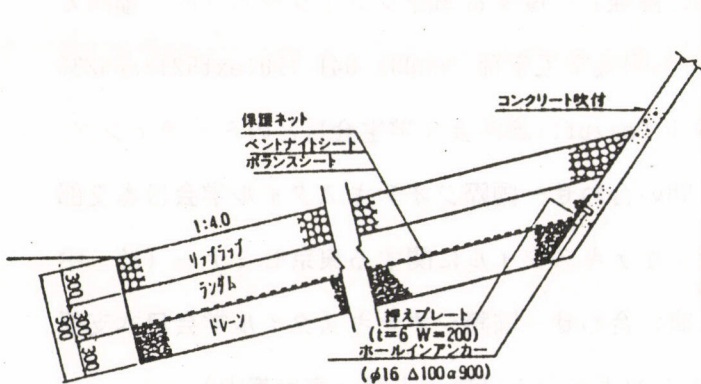 コンクリート吹付
保護ネット
ベントナイトシート
ボランスシート
1:4.0
リップラップ
ランダム
ドレーン
300
300
300
900
押えプレート
(t=6 W=200)
ホールインアンカー
(φ16 △100α900)